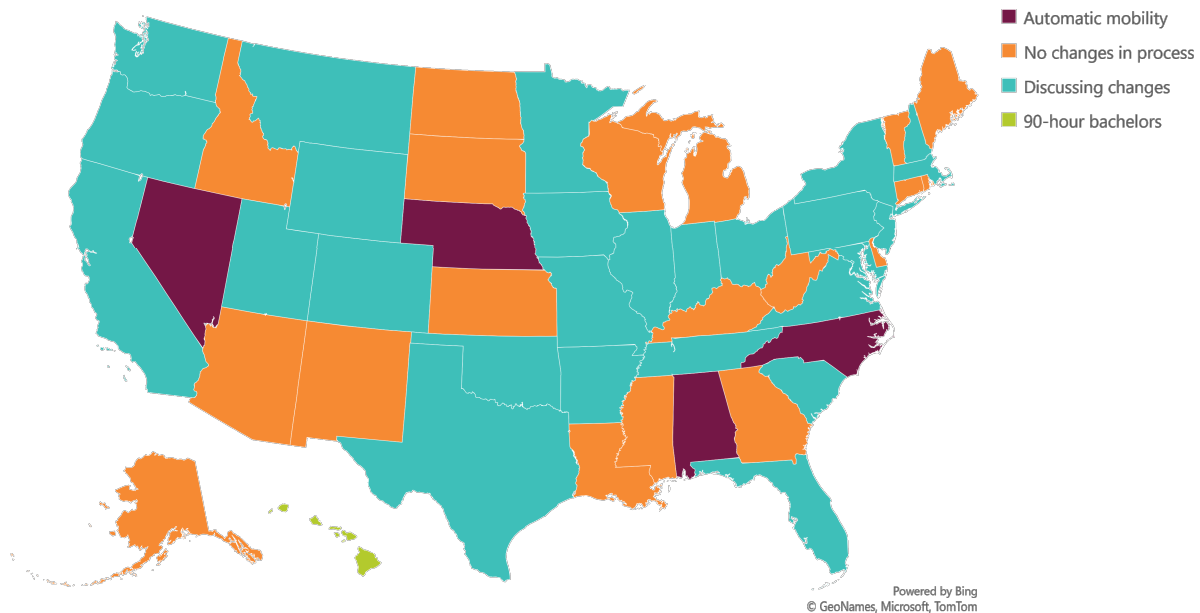 Automatic mobility
No changes in process
Discussing changes
90-hour bachelors
Powered by Bing
© GeoNames, Microsoft, TomTom